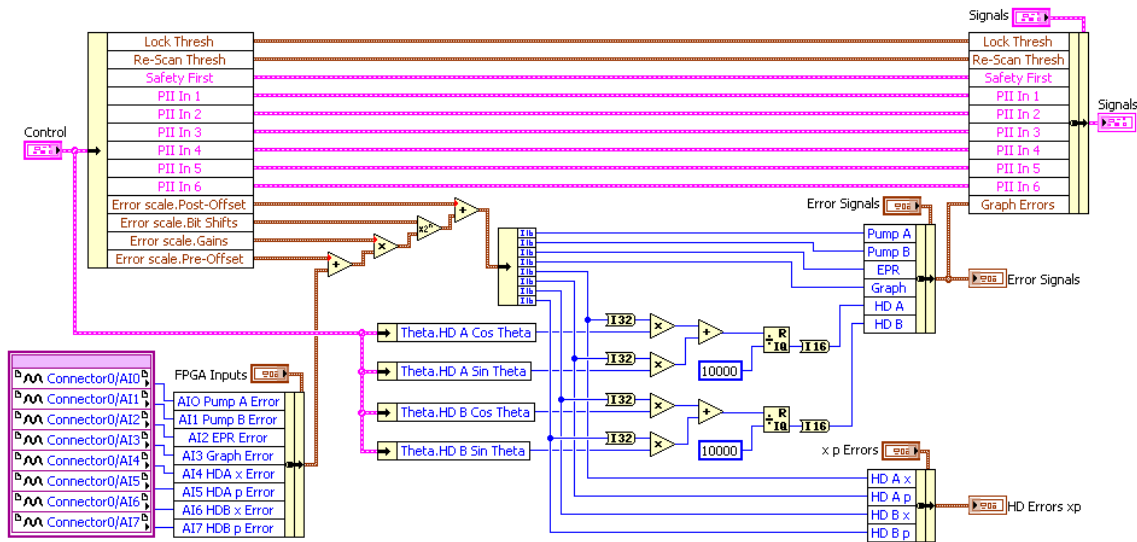 Signals
Lock Thresh
Re-Scan Thresh
Safety First
PII In 1
PII In 2
PII In 3
PII In 4
PII In 5
PII In 6
Error scale.Post-Offset
Error scale.Bit Shifts
Error scale.Gains
Error scale.Pre-Offset
Control
Lock Thresh
Re-Scan Thresh
Safety First
PII In 1
PII In 2
PII In 3
PII In 4
PII In 5
PII In 6
Graph Errors
Signals
+
x2ⁿ
×
+
Error Signals
Pump A
Pump B
EPR
Graph
HD A
HD B
Error Signals
Theta.HD A Cos Theta
Theta.HD A Sin Theta
Theta.HD B Cos Theta
Theta.HD B Sin Theta
I32
×
+
R
÷ IQ
I16
I32
×
10000
I32
×
+
R
÷ IQ
I16
I32
×
10000
FPGA Inputs
Connector0/AI0
Connector0/AI1
Connector0/AI2
Connector0/AI3
Connector0/AI4
Connector0/AI5
Connector0/AI6
Connector0/AI7
AI0 Pump A Error
AI1 Pump B Error
AI2 EPR Error
AI3 Graph Error
AI4 HDA x Error
AI5 HDA p Error
AI6 HDB x Error
AI7 HDB p Error
x p Errors
HD A x
HD A p
HD B x
HD B p
HD Errors xp